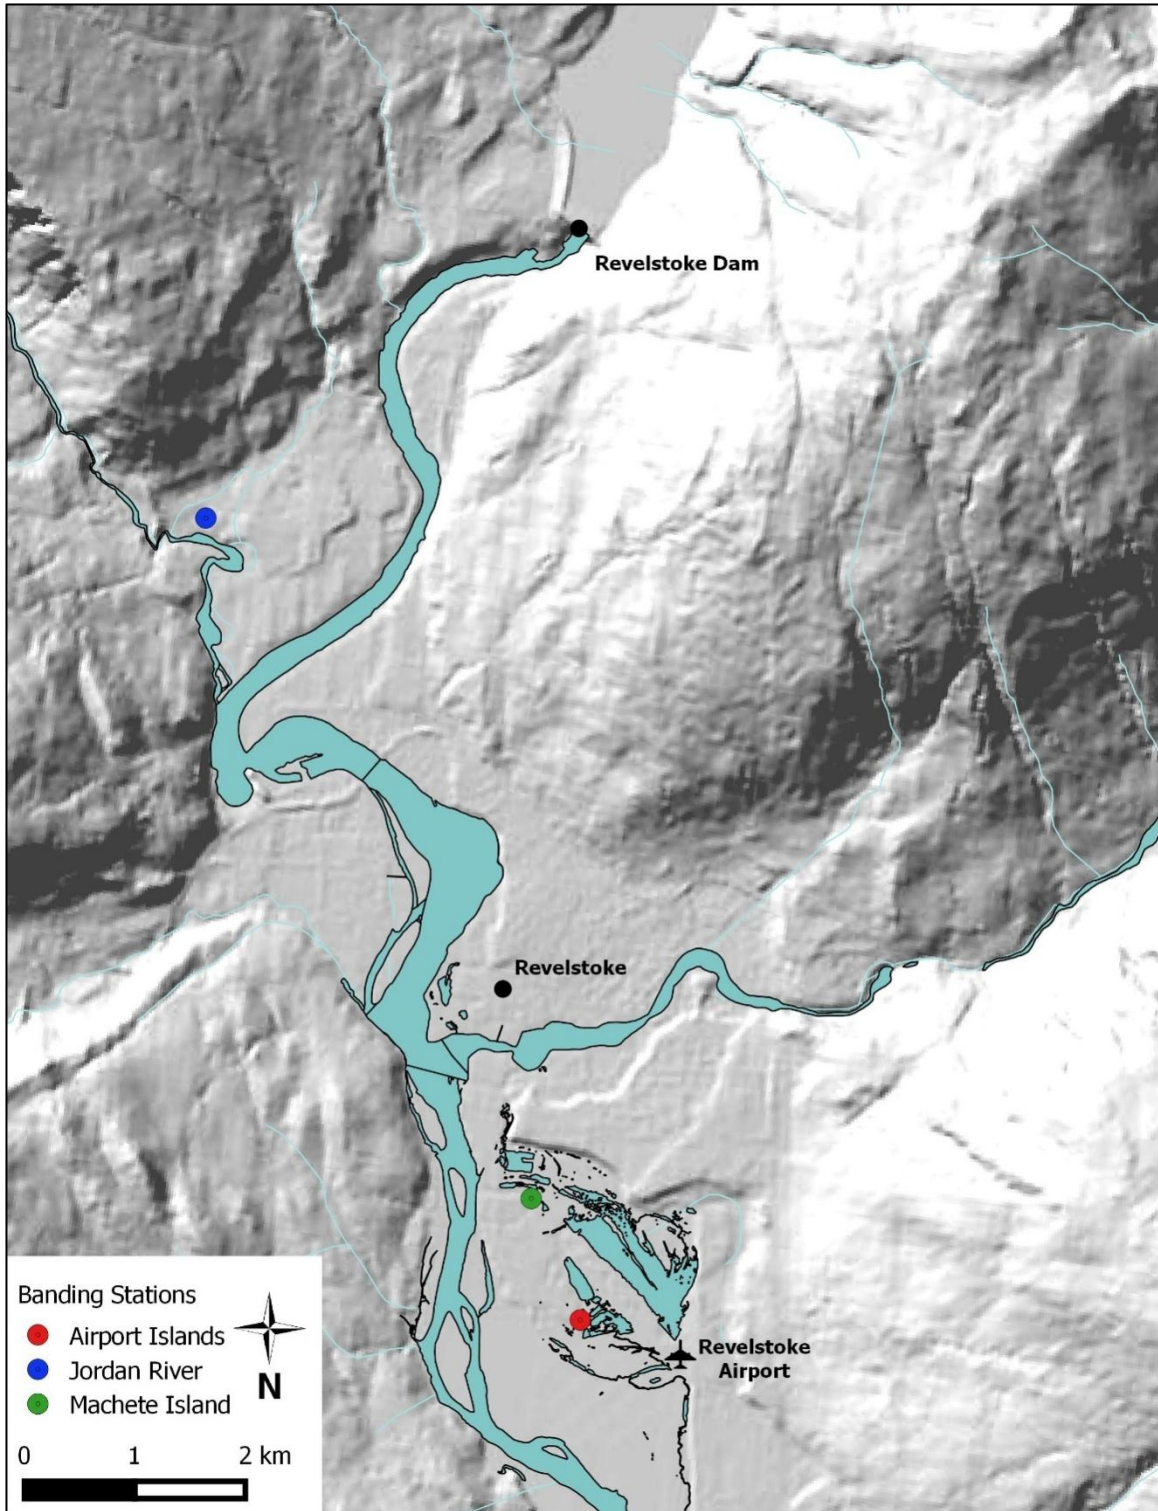 Revelstoke Dam
Revelstoke
Revelstoke
Airport
Banding Stations
Airport Islands
Jordan River
Machete Island
N
0 1 2 km